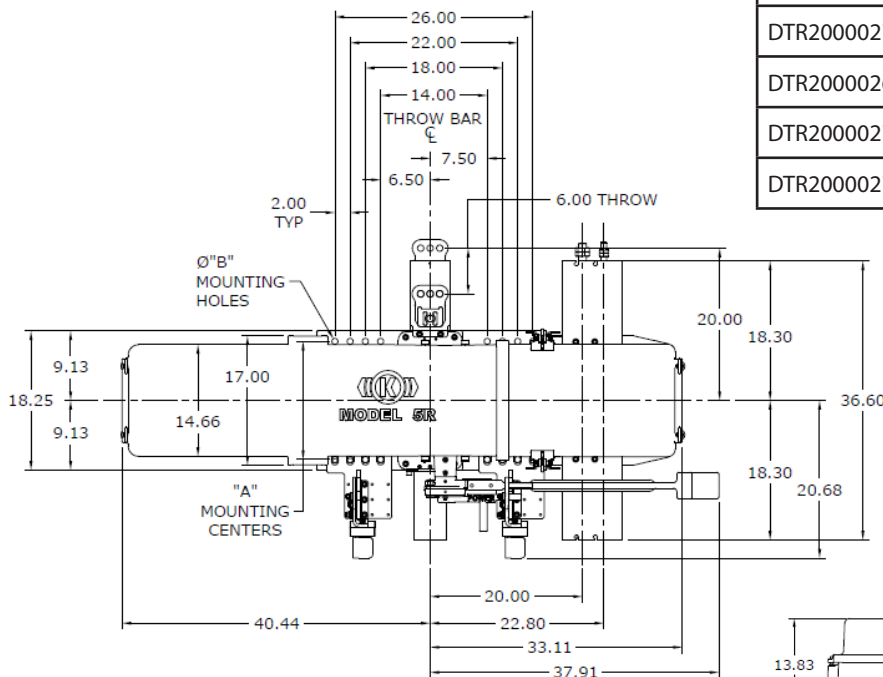 26.00
22.00
18.00
14.00
THROW BAR
℄
7.50
6.50
2.00
TYP
6.00 THROW
Ø"B"
MOUNTING
HOLES
20.00
18.30
9.13
17.00
18.25
14.66
K
MODEL 5R
36.60
9.13
18.30
20.68
"A"
MOUNTING
CENTERS
POWER
20.00
40.44
22.80
33.11
37.91
13.83
DTR200002
DTR200002
DTR200002
DTR200002